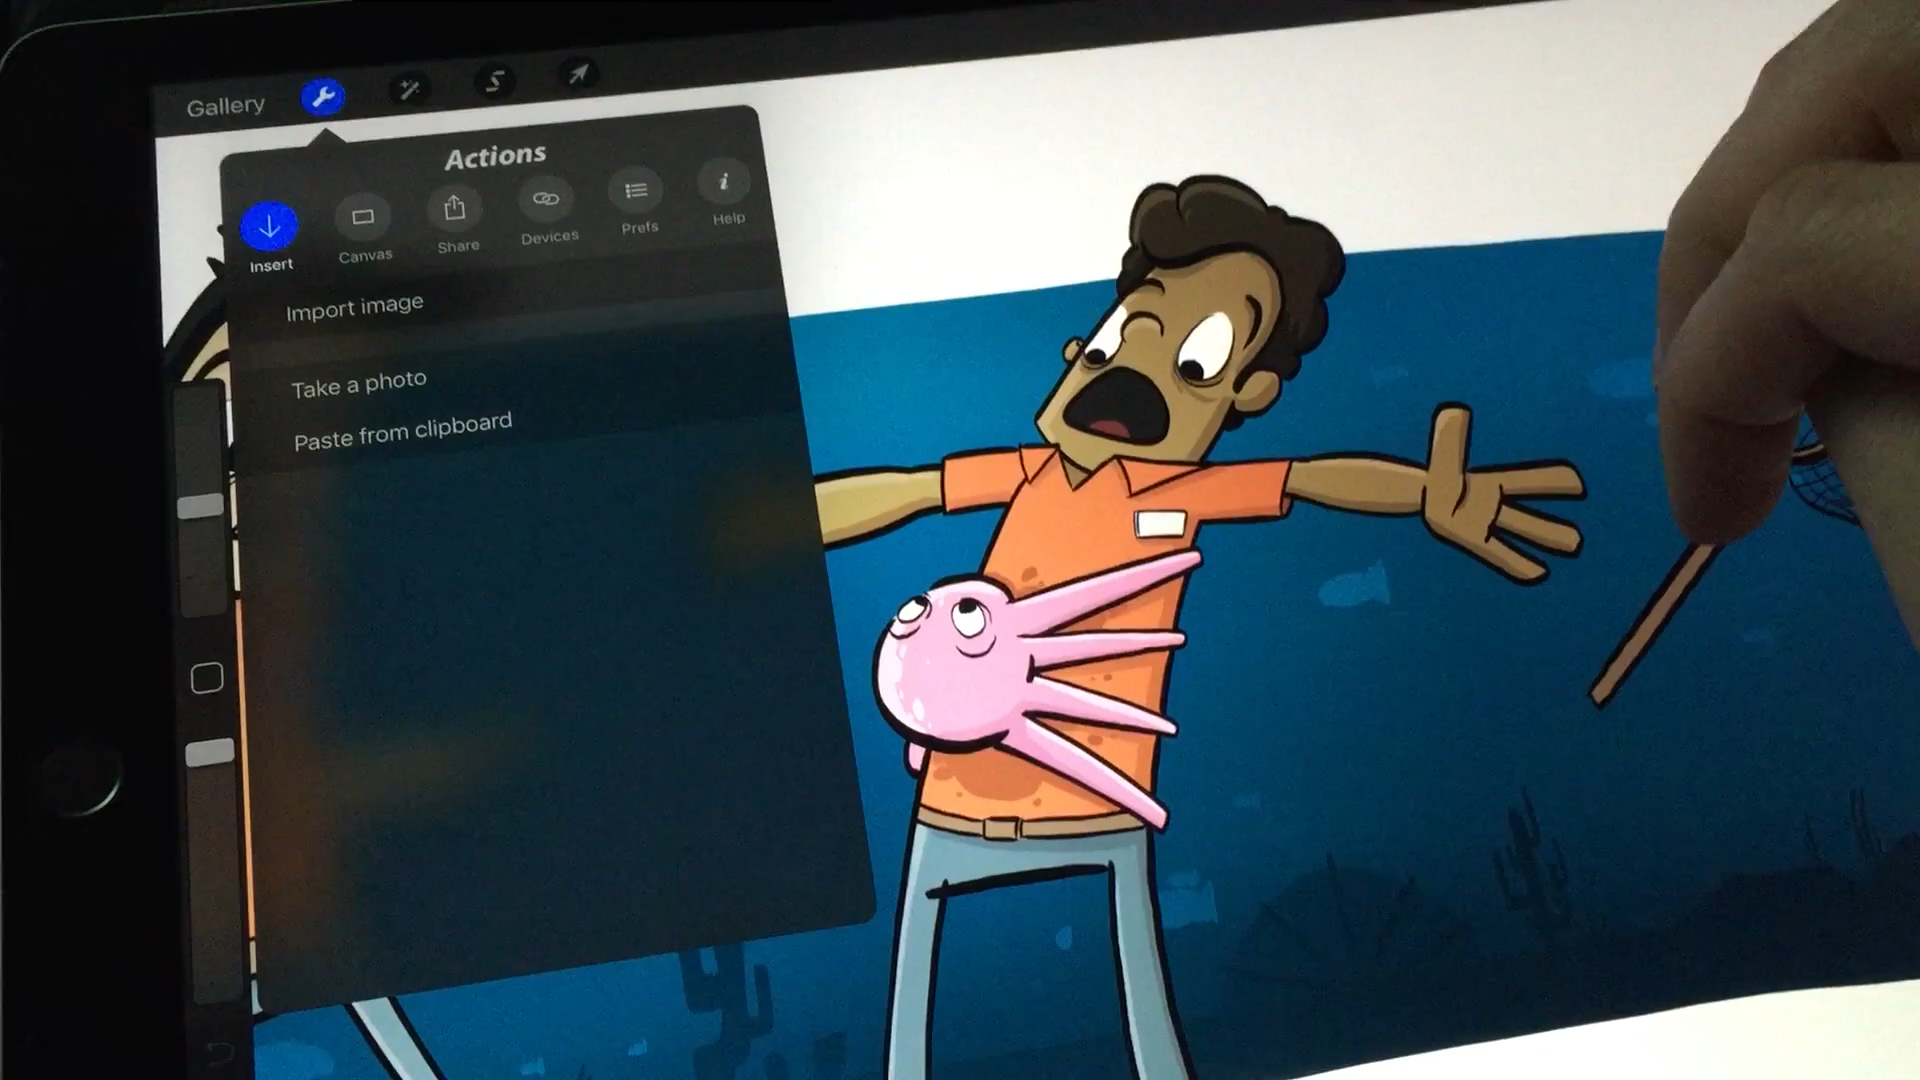 Gallery
Actions
Insert
Canvas
Share
Devices
Prefs
Help
Import image
Take a photo
Paste from clipboard